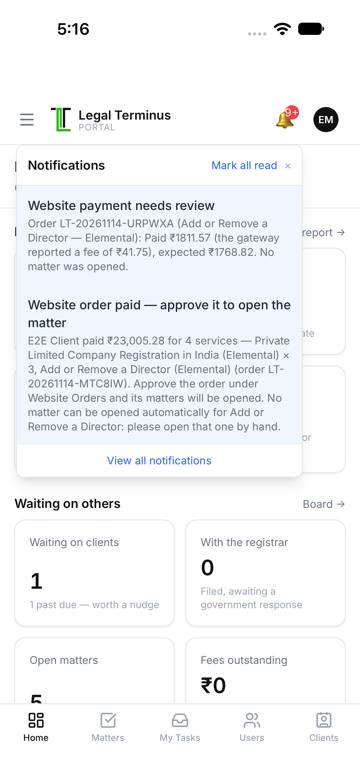 5:16
Legal Terminus
PORTAL
9+
EM
Notifications
Mark all read ×
Website payment needs review
Order LT-20261114-URPWXA (Add or Remove a
Director — Elemental): Paid ₹1811.57 (the gateway
reported a fee of ₹41.75), expected ₹1768.82. No
matter was opened.
report →
Website order paid — approve it to open the
matter
E2E Client paid ₹23,005.28 for 4 services — Private
Limited Company Registration in India (Elemental) ×
3, Add or Remove a Director (Elemental) (order LT-
20261114-MTC8IW). Approve the order under
Website Orders and its matters will be opened. No
matter can be opened automatically for Add or
Remove a Director: please open that one by hand.
View all notifications
Waiting on others
Board →
Waiting on clients
1
1 past due — worth a nudge
With the registrar
0
Filed, awaiting a
government response
Open matters
5
Fees outstanding
₹0
Home
Matters
My Tasks
Users
Clients